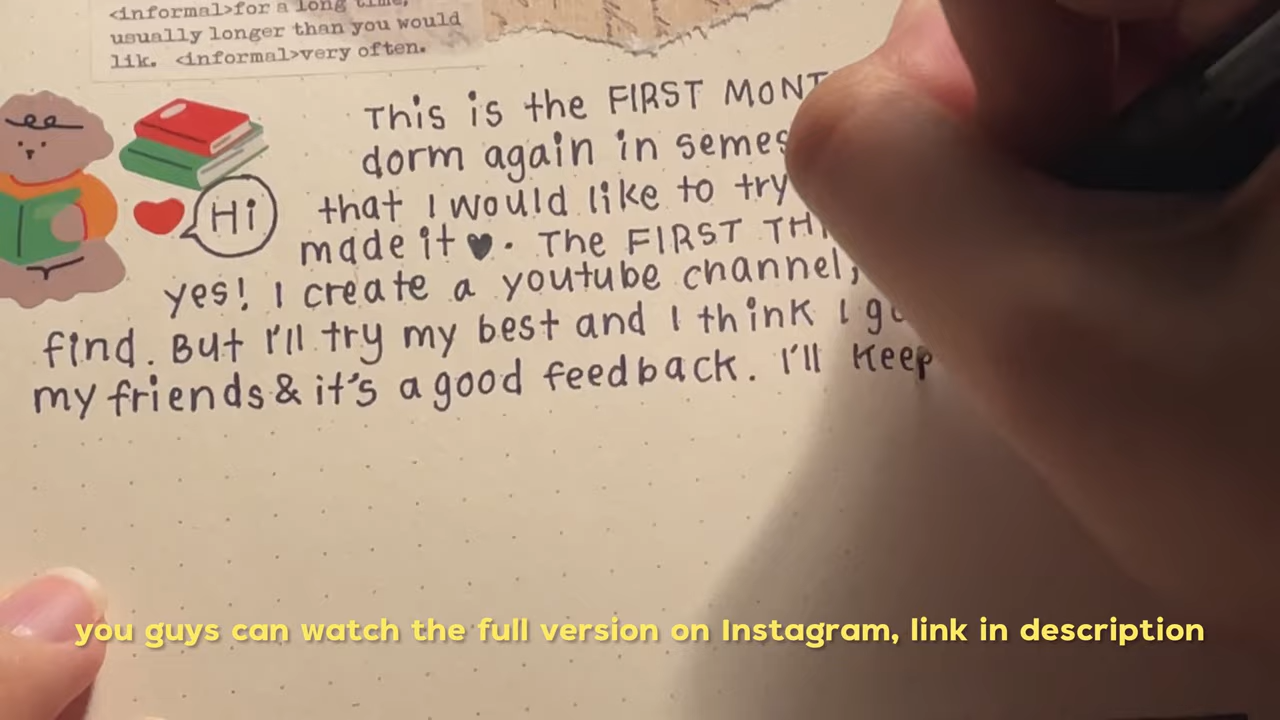 <informal>for a long time,
usually longer than you would
lik. <informal>very often.
This is the FIRST
dorm again in
Hi
that I would like to try
made it ♥. The FIRST
yes! I create a youtube channel,
find. But I'll try my best and I think I
my friends & it's a good feedback. I'll keep
you guys can watch the full version on Instagram, link in description